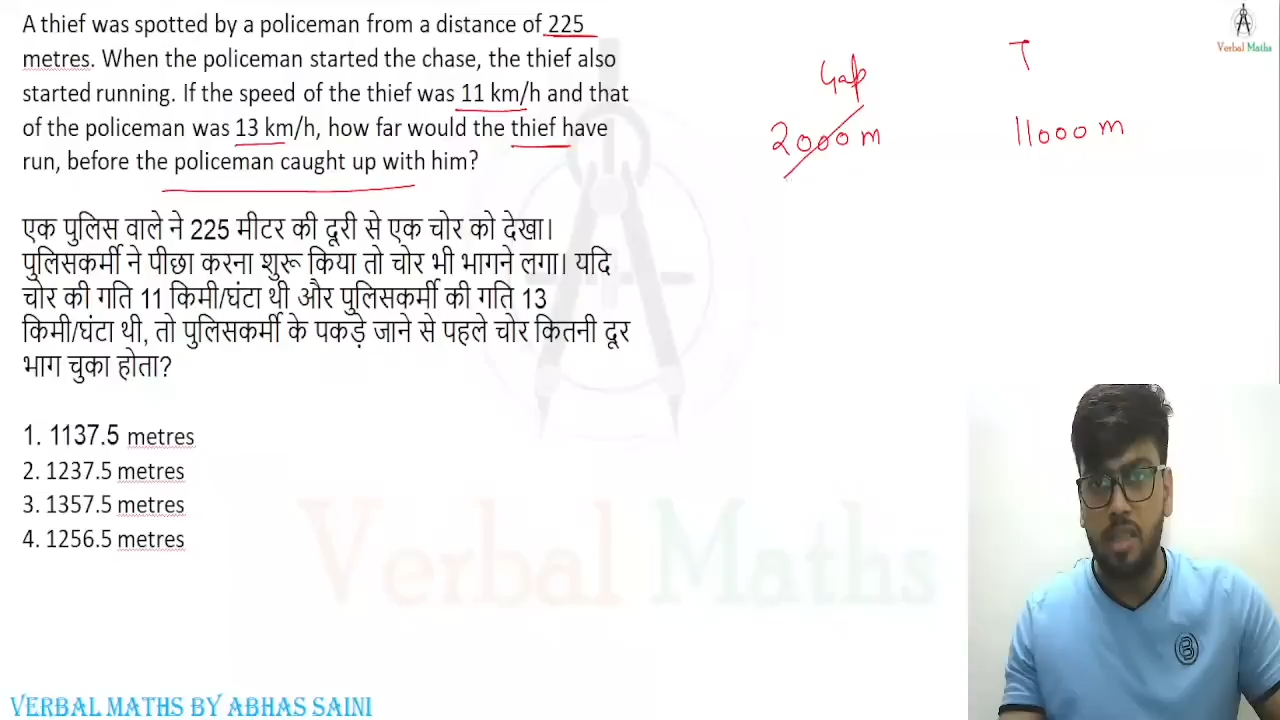 A thief was spotted by a policeman from a distance of 225
metres. When the policeman started the chase, the thief also
started running. If the speed of the thief was 11 km/h and that
of the policeman was 13 km/h, how far would the thief have
run, before the policeman caught up with him?
एक पुलिस वाले ने 225 मीटर की दूरी से एक चोर को देखा।
पुलिसकर्मी ने पीछा करना शुरू किया तो चोर भी भागने लगा। यदि
चोर की गति 11 किमी/घंटा थी और पुलिसकर्मी की गति 13
किमी/घंटा थी, तो पुलिसकर्मी के पकड़े जाने से पहले चोर कितनी दूर
भाग चुका होता?
1. 1137.5 metres
2. 1237.5 metres
3. 1357.5 metres
4. 1256.5 metres
Gap
T
2000 m
11000 m
Verbal Maths
Verbal Maths
VERBAL MATHS BY ABHAS SAINI